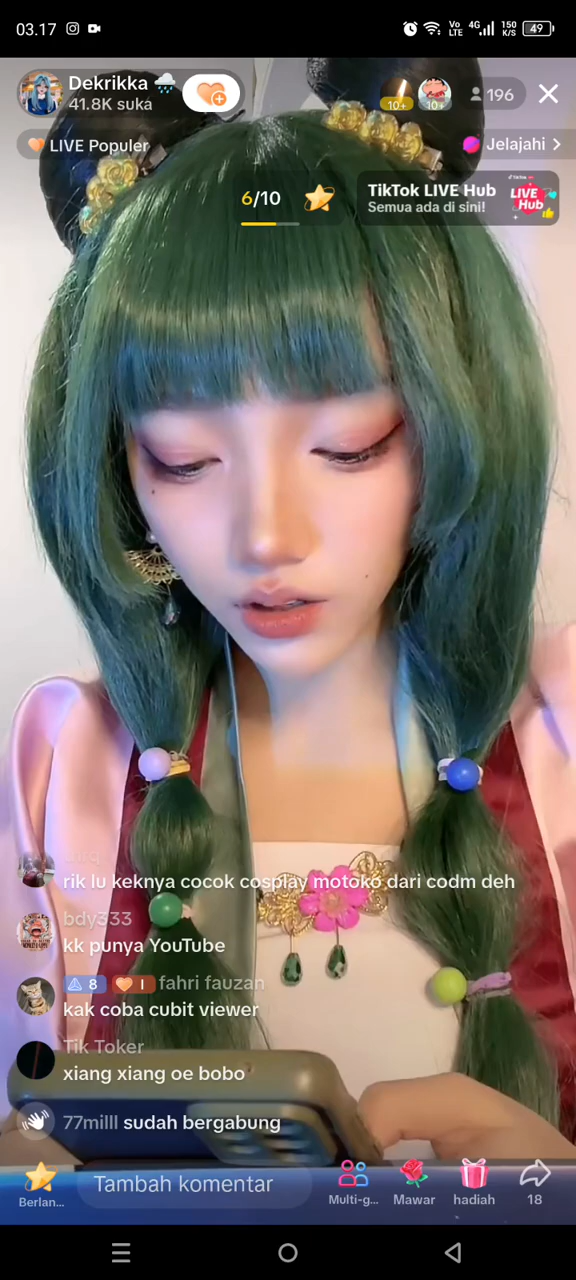 03.17
Vo
LTE
4G
150
K/S
49
Dekrikka
41.8K suka
10+
10+
196
LIVE Populer
Jelajahi >
6/10
TikTok LIVE Hub
Semua ada di sini!
TikTok
LIVE
Hub
rik lu keknya cocok cosplay motoko dari codm deh
bdy333
kk punya YouTube
8
I
fahri fauzan
kak coba cubit viewer
Tik Toker
xiang xiang oe bobo
77milll sudah bergabung
Tambah komentar
Berlan...
Multi-g...
Mawar
hadiah
18